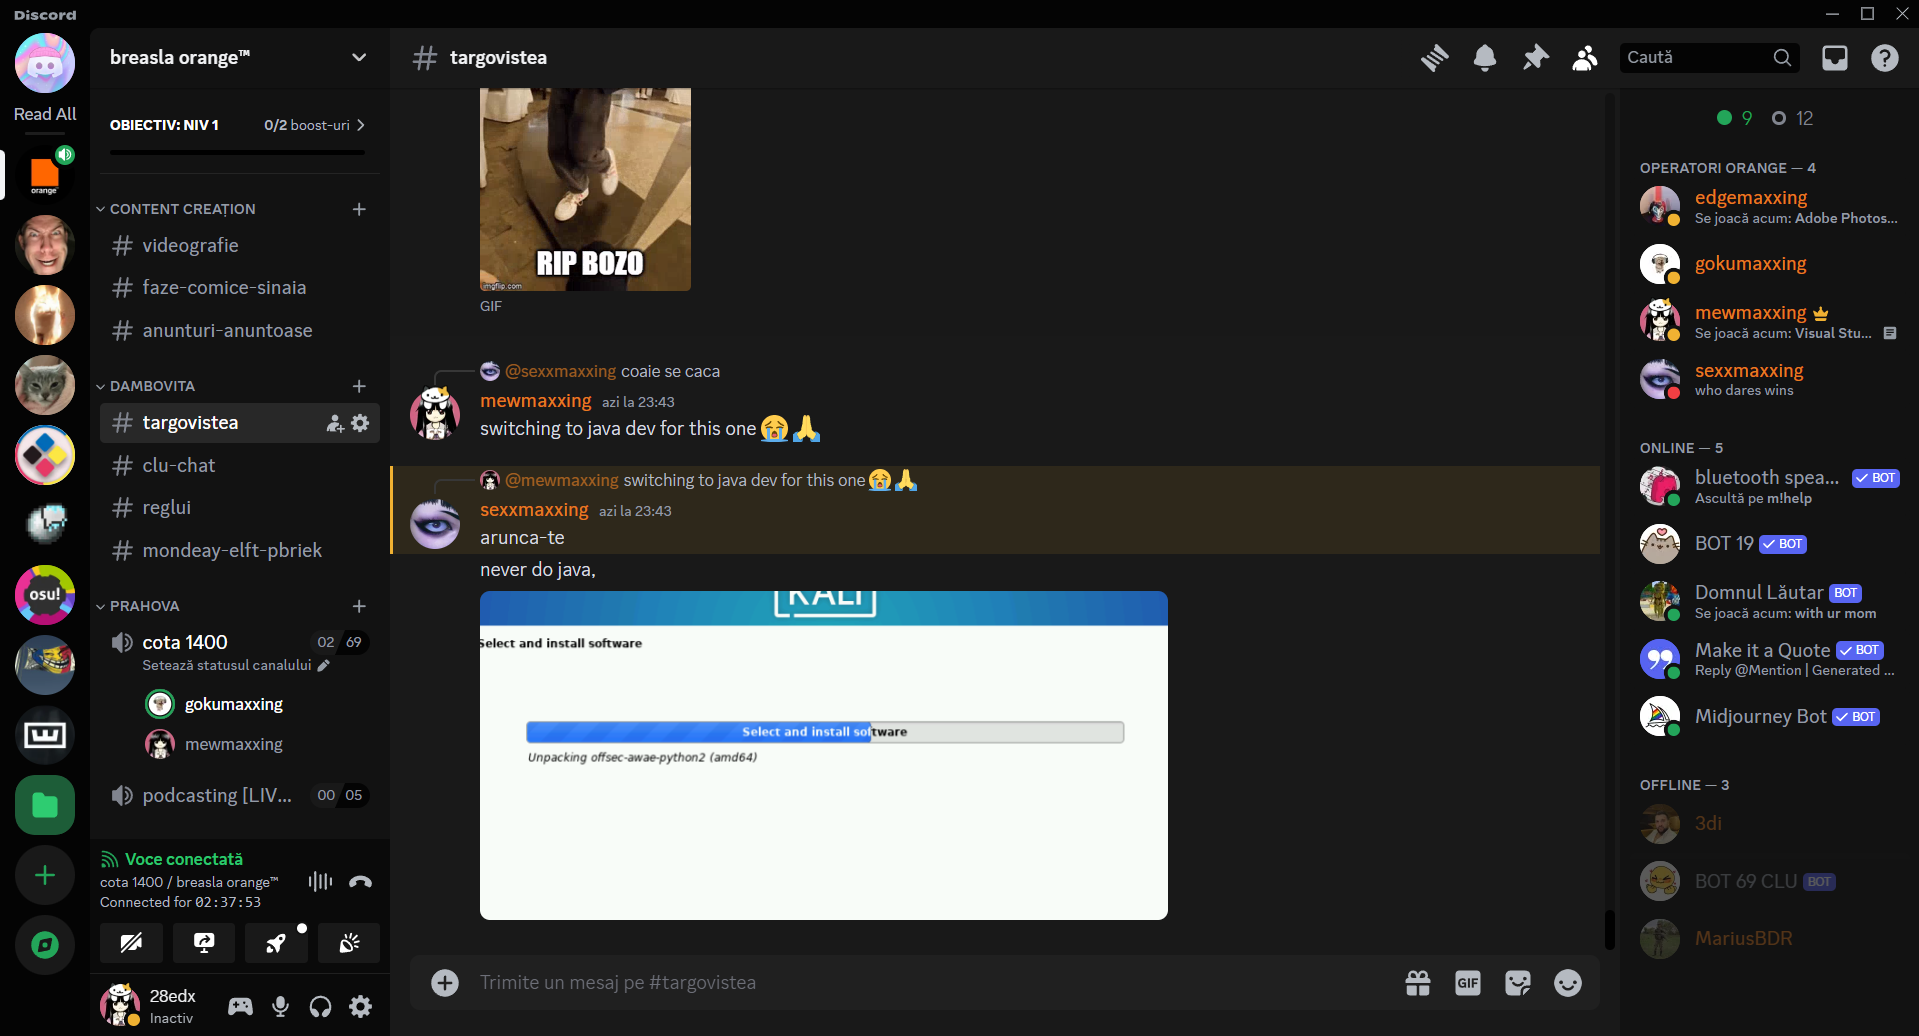 Discord
Read All
orange
osu!
breasla orange™
OBIECTIV: NIV 1
0/2 boost-uri
CONTENT CREAȚION
videografie
faze-comice-sinaia
anunturi-anuntoase
DAMBOVITA
targovistea
clu-chat
reglui
mondeay-elft-pbriek
PRAHOVA
cota 1400
02 69
Setează statusul canalului
gokumaxxing
mewmaxxing
podcasting [LIV...
00 05
Voce conectată
cota 1400 / breasla orange™
Connected for 02:37:53
28edx
Inactiv
targovistea
Caută
RIP BOZO
imgflip.com
GIF
@sexxmaxxing coaie se caca
mewmaxxing azi la 23:43
switching to java dev for this one 😭🙏
@mewmaxxing switching to java dev for this one 😭🙏
sexxmaxxing azi la 23:43
arunca-te
never do java,
KALI
Select and install software
Select and install software
Unpacking offsec-awae-python2 (amd64)
Trimite un mesaj pe #targovistea
GIF
9 12
OPERATORI ORANGE — 4
edgemaxxing
Se joacă acum: Adobe Photos...
gokumaxxing
mewmaxxing
Se joacă acum: Visual Stu...
sexxmaxxing
who dares wins
ONLINE — 5
bluetooth spea... BOT
Ascultă pe m!help
BOT 19 BOT
Domnul Lăutar BOT
Se joacă acum: with ur mom
Make it a Quote BOT
Reply @Mention | Generated ...
Midjourney Bot BOT
OFFLINE — 3
3di
BOT 69 CLU BOT
MariusBDR